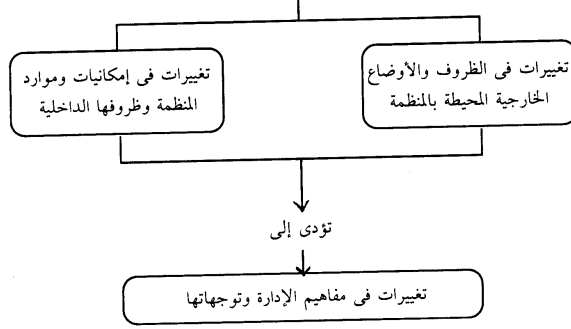 تغييرات فى الظروف والأوضاع
الخارجية المحيطة بالمنظمة
تغييرات فى إمكانيات وموارد
المنظمة وظروفها الداخلية
تؤدى إلى
تغييرات فى مفاهيم الإدارة وتوجهاتها